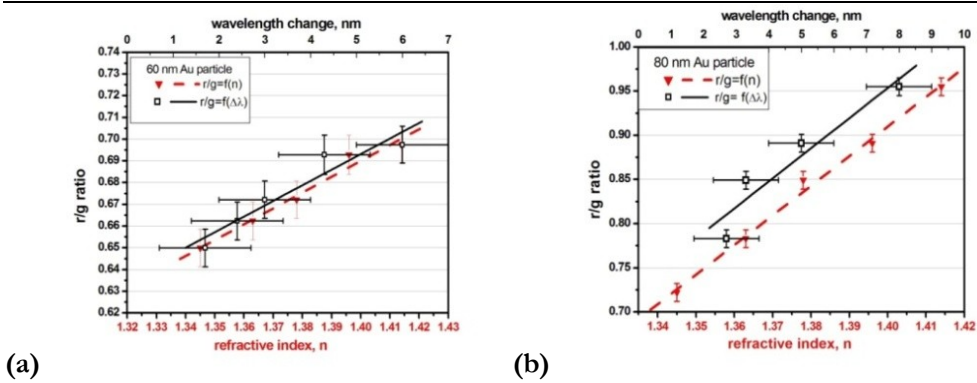 wavelength change, nm
0 1 2 3 4 5 6 7
0.74
0.73
0.72
0.71
0.70
0.69
0.68
0.67
0.66
0.65
0.64
0.63
0.62
r/g ratio
60 nm Au particle
r/g=f(n)
r/g=f(Δλ)
1.32 1.33 1.34 1.35 1.36 1.37 1.38 1.39 1.40 1.41 1.42 1.43
refractive index, n
(a)
wavelength change, nm
0 1 2 3 4 5 6 7 8 9 10
1.00
0.95
0.90
0.85
0.80
0.75
0.70
r/g ratio
80 nm Au particle
r/g=f(n)
r/g= f(Δλ)
1.34 1.35 1.36 1.37 1.38 1.39 1.40 1.41 1.42
refractive index, n
(b)